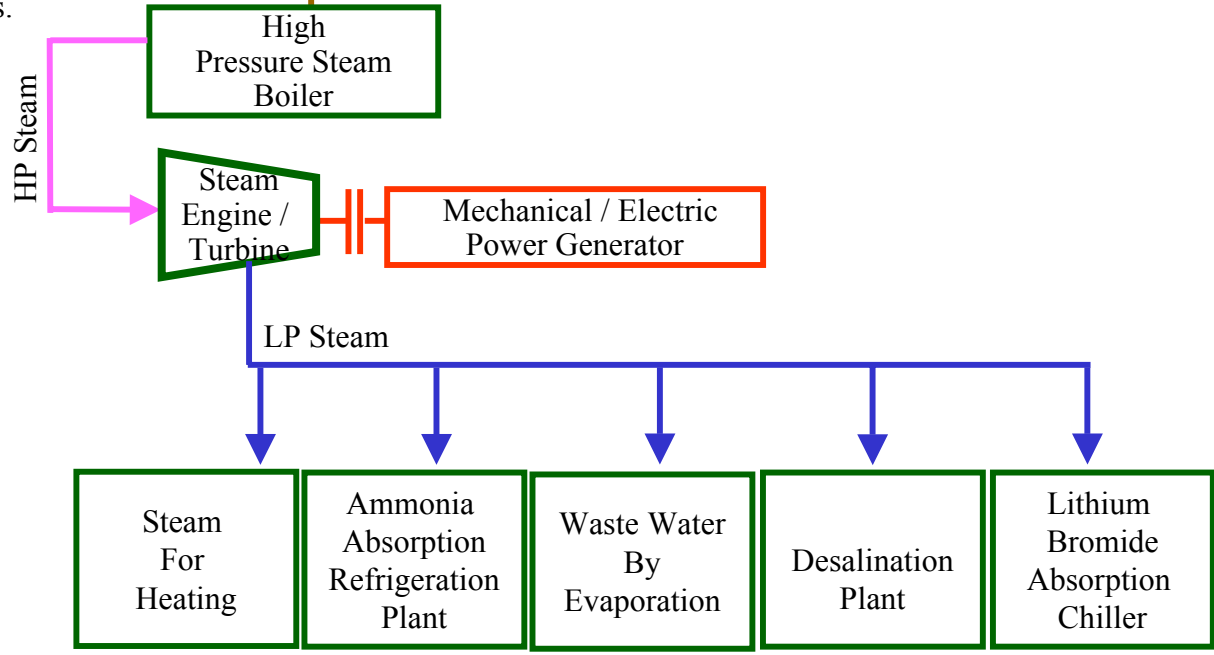 s.
High
Pressure Steam
Boiler
HP Steam
Steam
Engine /
Turbine
Mechanical / Electric
Power Generator
LP Steam
Steam
For
Heating
Ammonia
Absorption
Refrigeration
Plant
Waste Water
By
Evaporation
Desalination
Plant
Lithium
Bromide
Absorption
Chiller